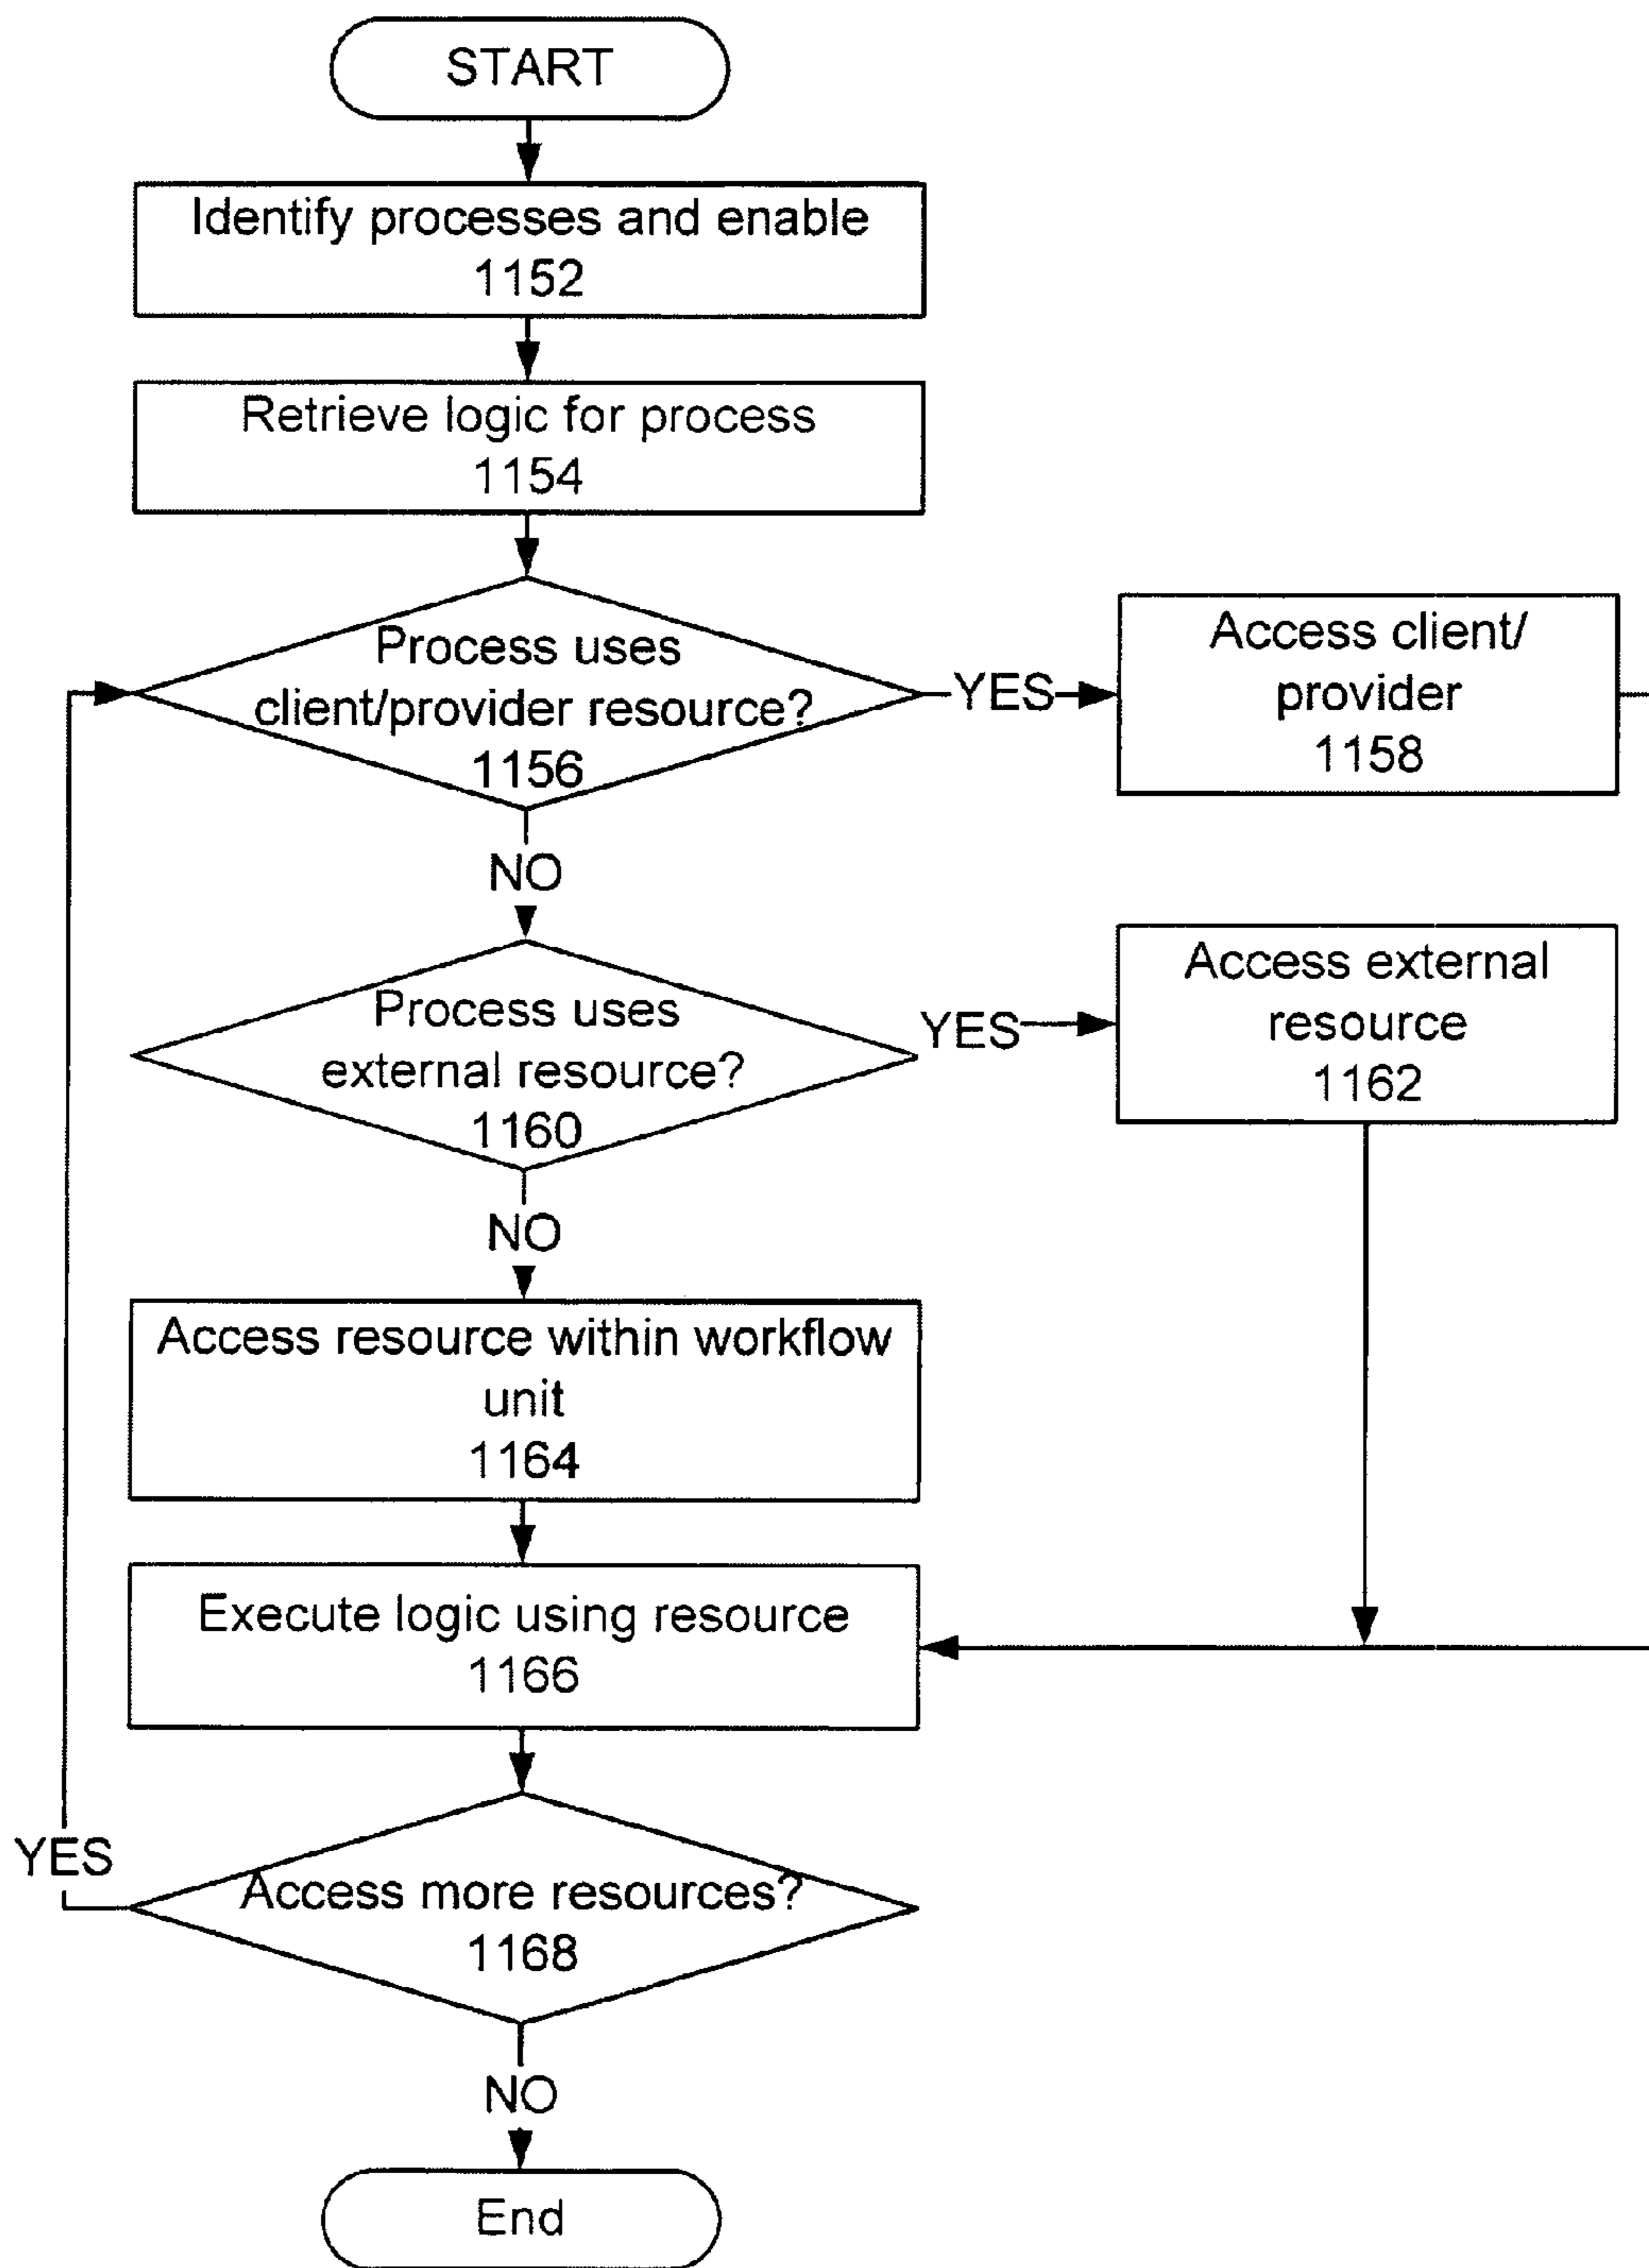 START
Identify processes and enable
1152
Retrieve logic for process
1154
Process uses
client/provider resource?
1156
YES
Access client/
provider
1158
NO
Process uses
external resource?
1160
YES
Access external
resource
1162
NO
Access resource within workflow
unit
1164
Execute logic using resource
1166
YES
Access more resources?
1168
NO
End